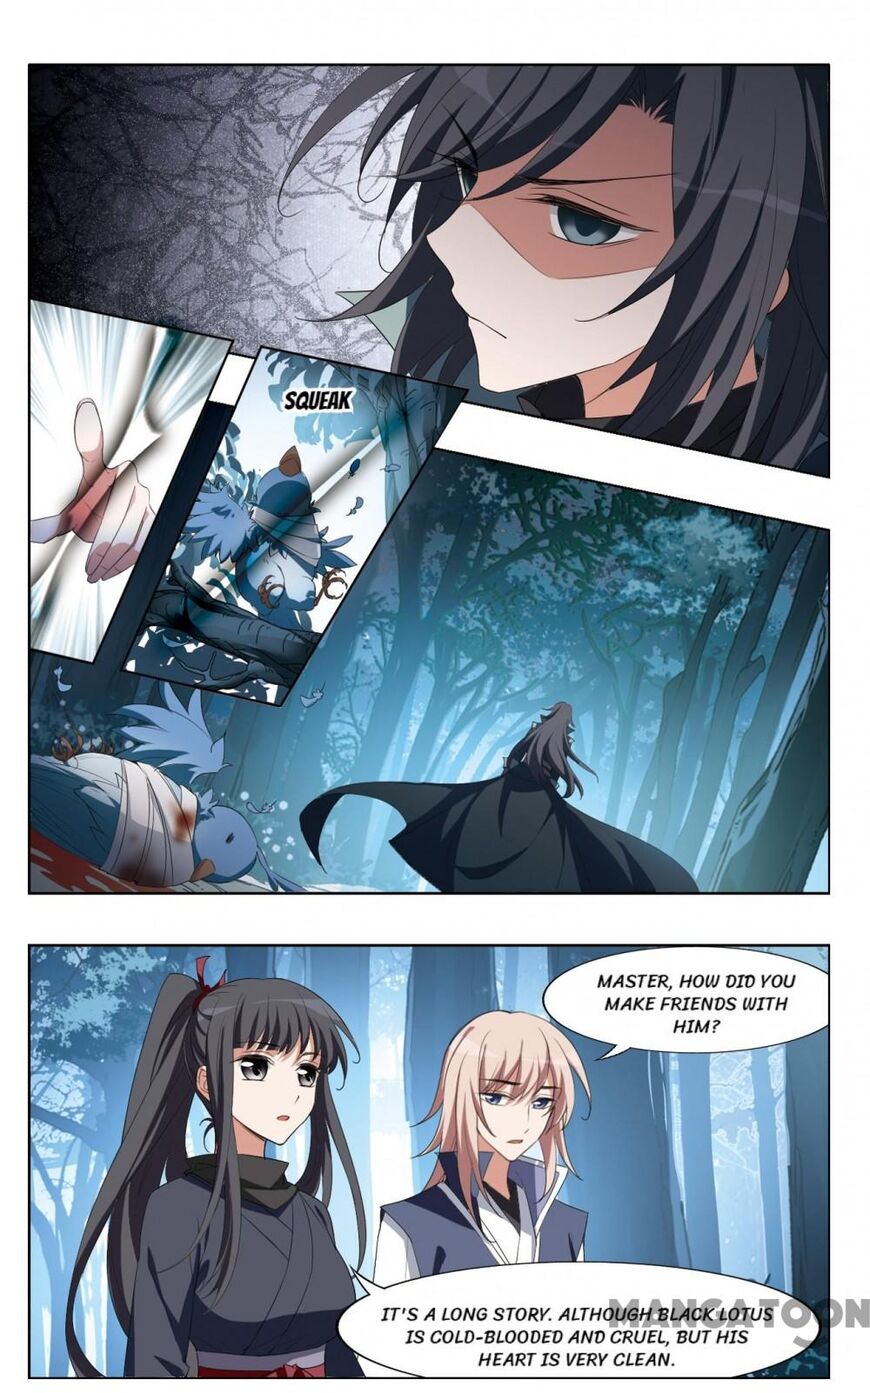 SQUEAK
MASTER, HOW DID YOU
MAKE FRIENDS WITH
HIM?
IT'S A LONG STORY. ALTHOUGH BLACK LOTUS
IS COLD-BLOODED AND CRUEL, BUT HIS
HEART IS VERY CLEAN.
MANGATOON